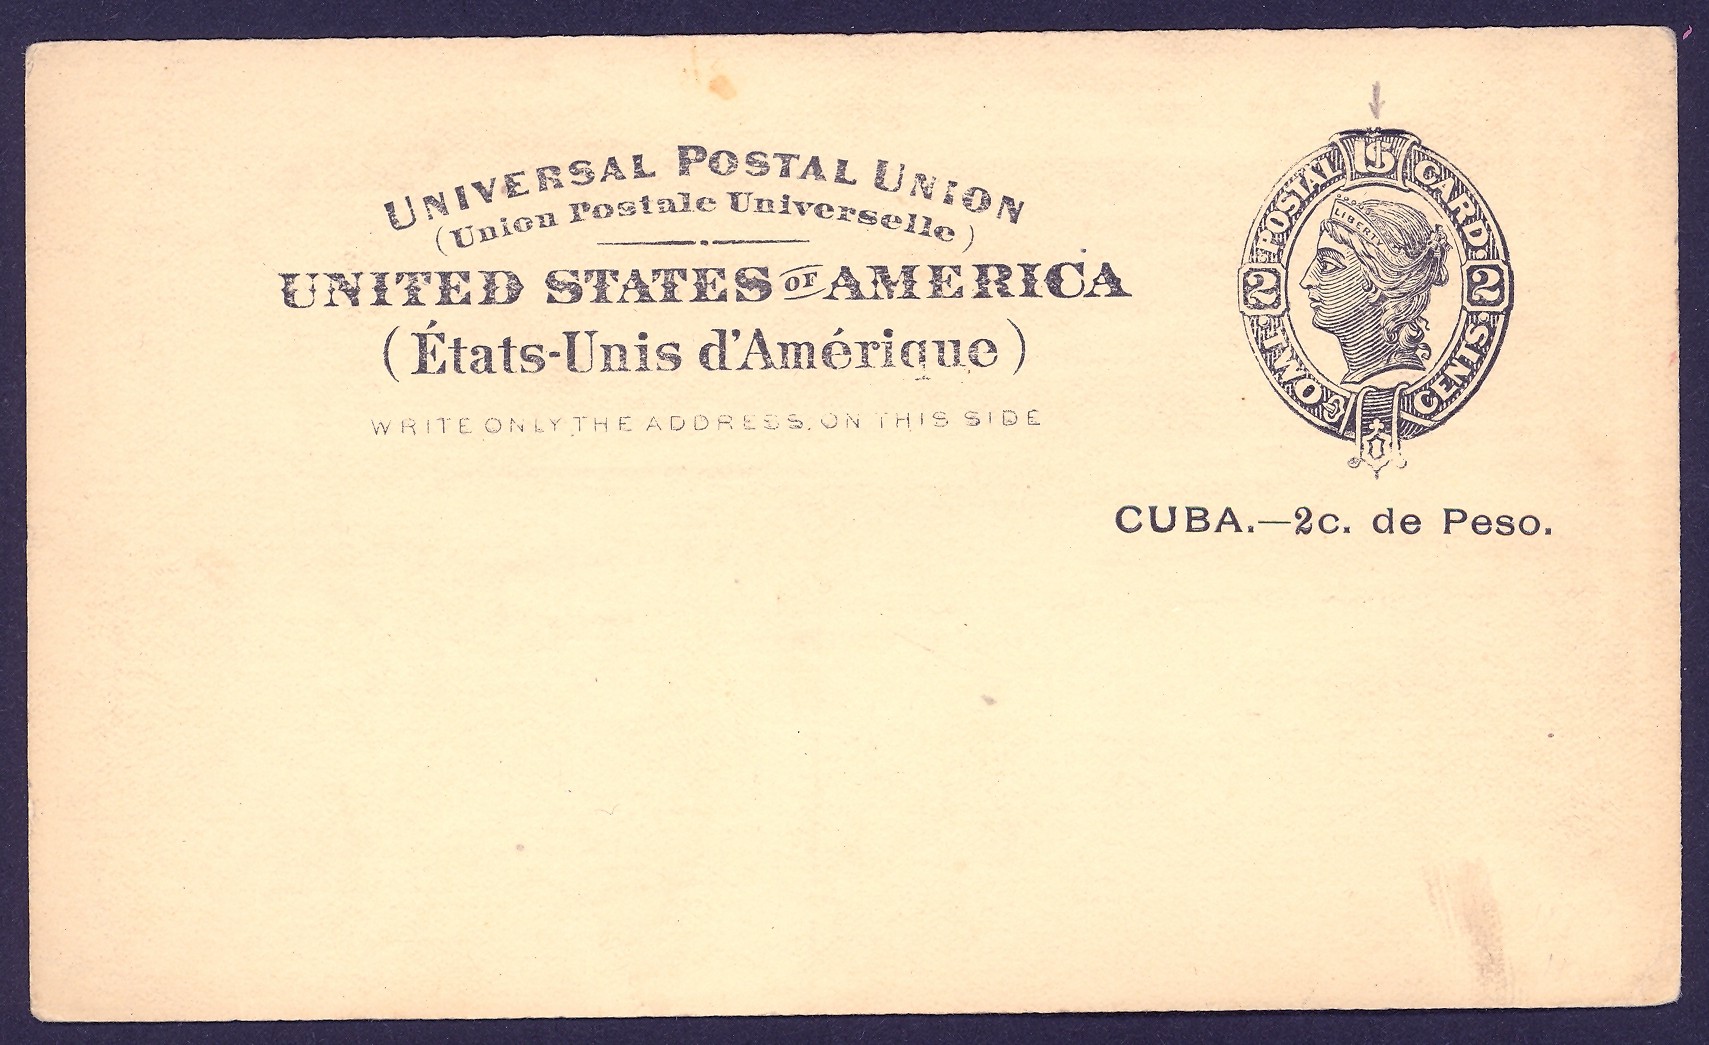 UNIVERSAL POSTAL UNION
(Union Postale Universelle)
UNITED STATES OF AMERICA
(États-Unis d'Amérique)
WRITE ONLY THE ADDRESS ON THIS SIDE
POSTAL CARD
LIBERTY
2 2
TWO CENTS
CUBA.—2c. de Peso.